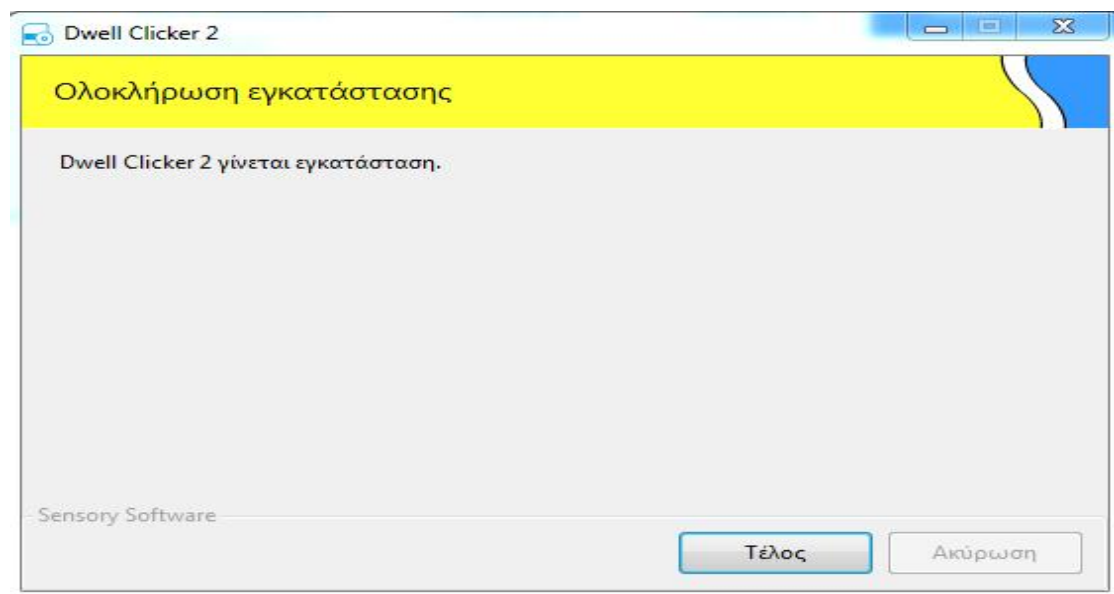 Dwell Clicker 2
Ολοκλήρωση εγκατάστασης
Dwell Clicker 2 γίνεται εγκατάσταση.
Sensory Software
Τέλος
Ακύρωση